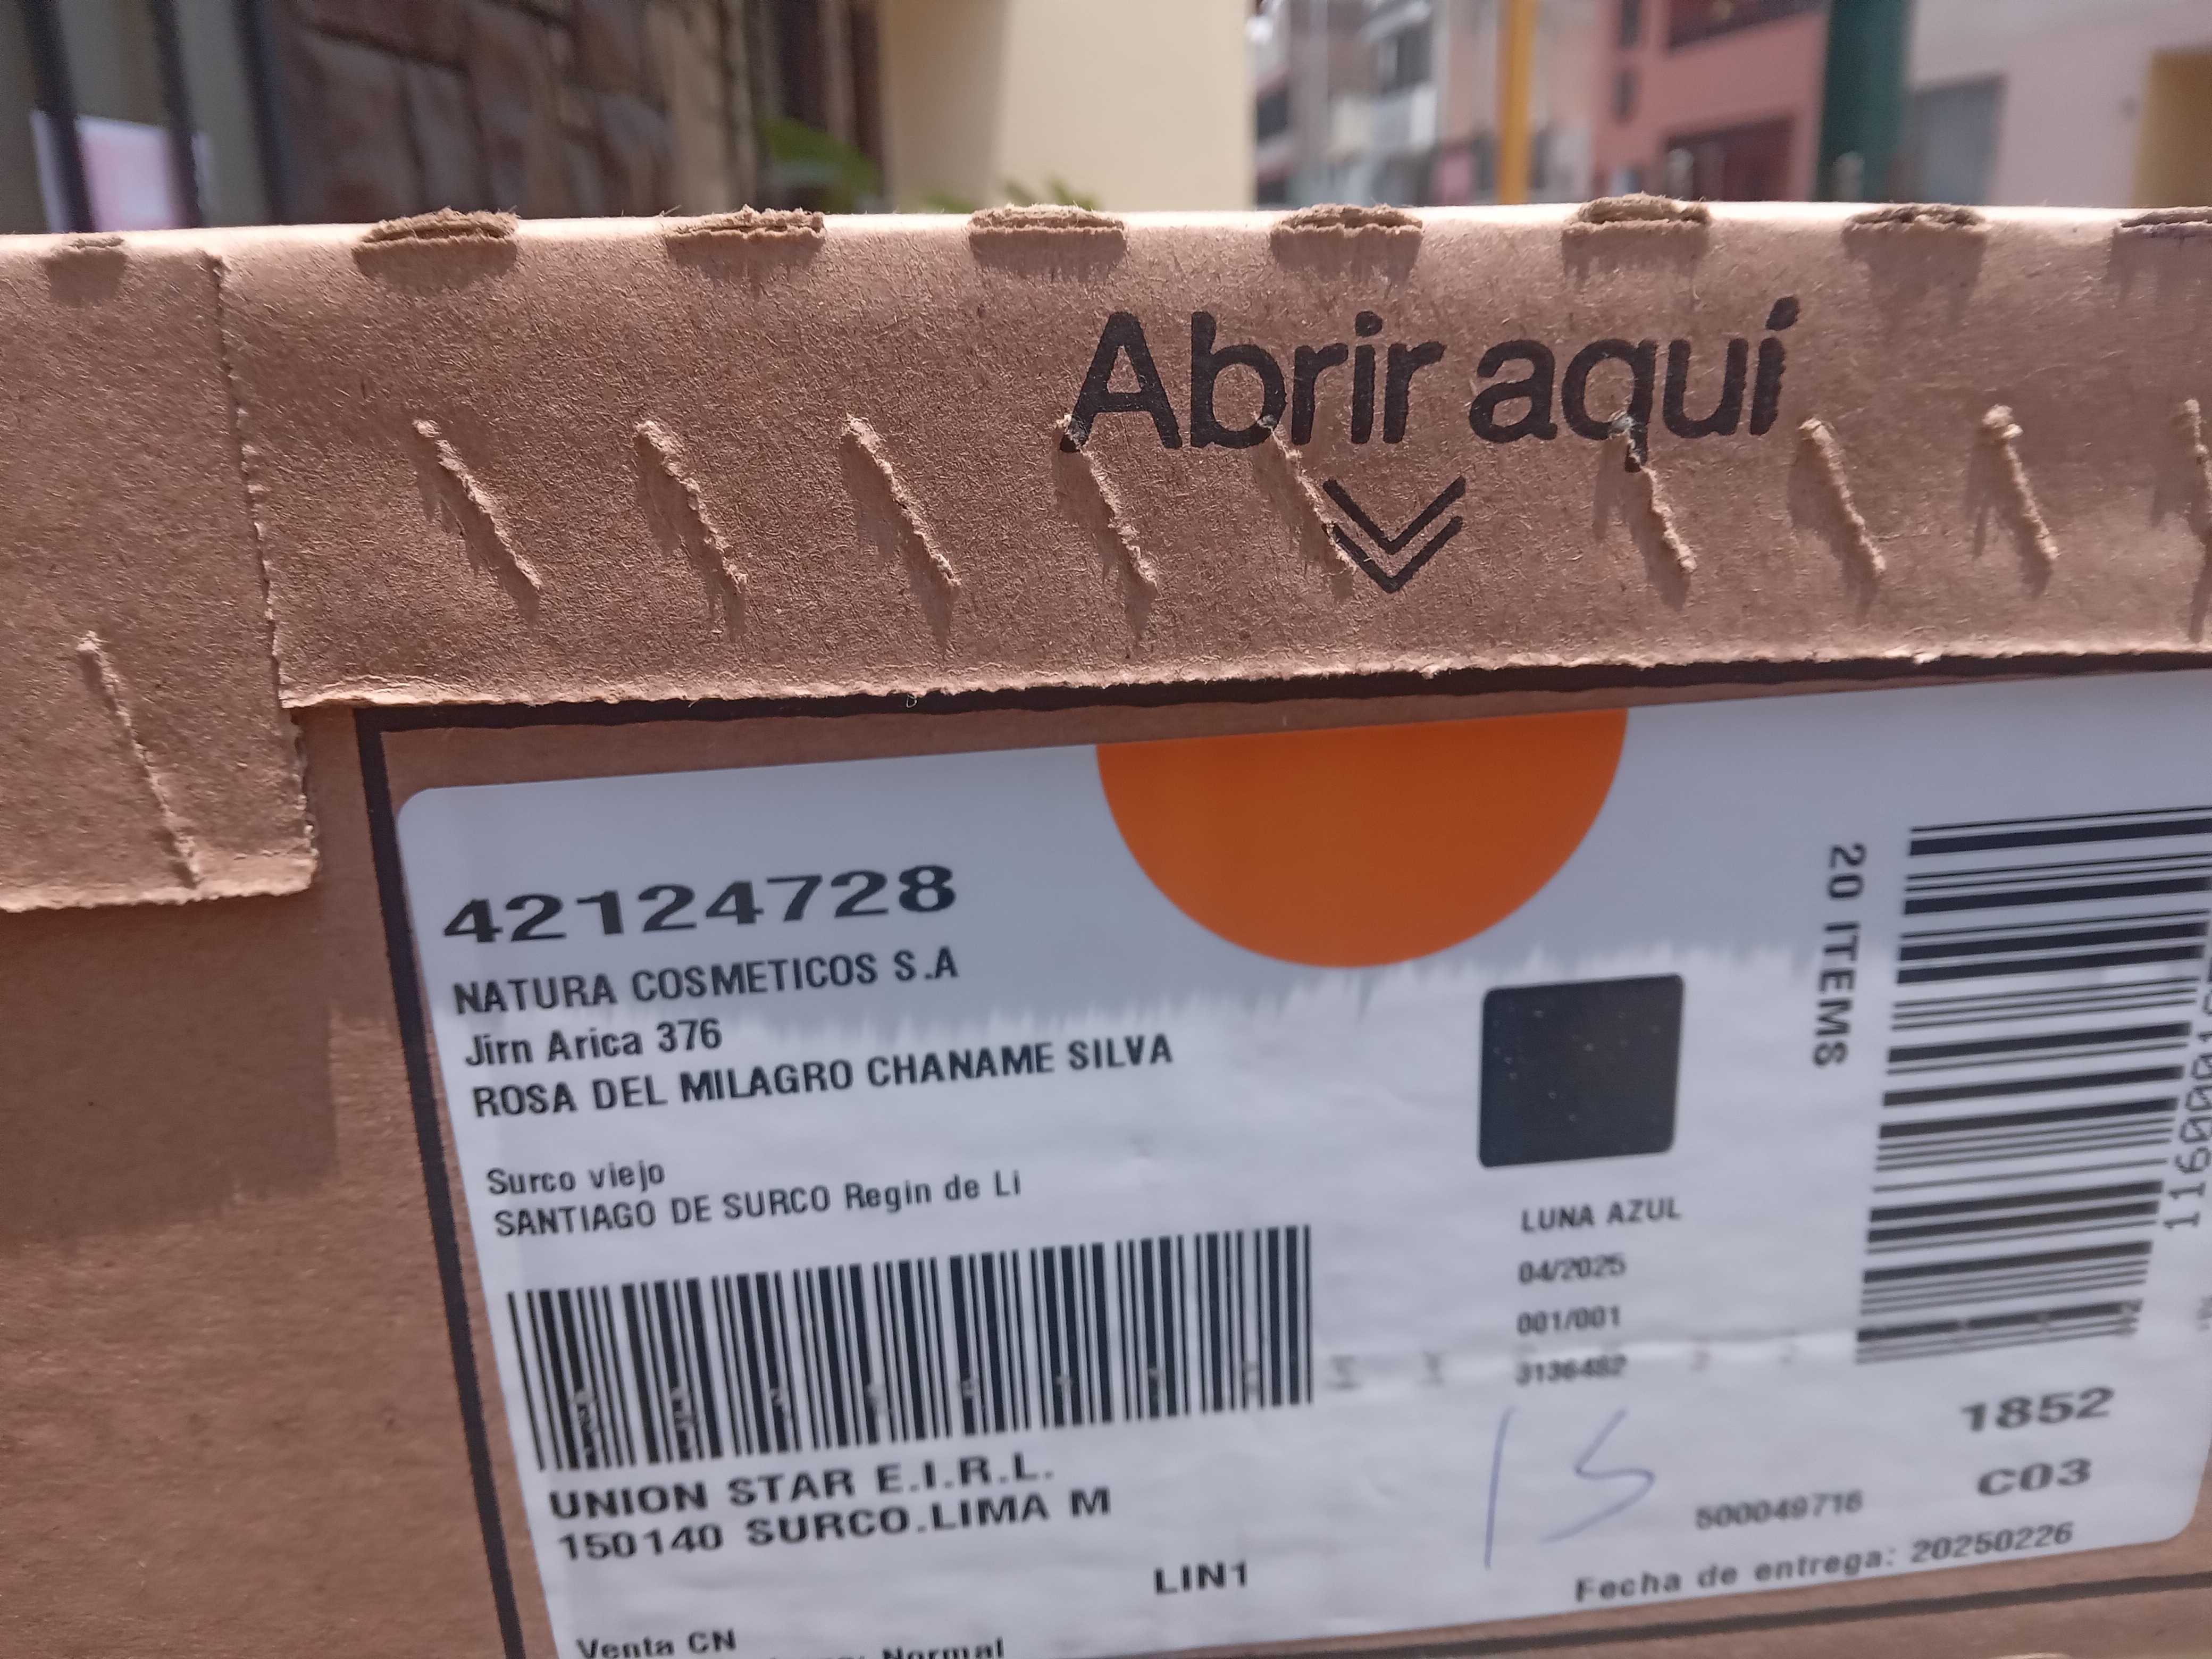 Abrir aquí
42124728
NATURA COSMETICOS S.A
Jirn Arica 376
ROSA DEL MILAGRO CHANAME SILVA
Surco viejo
SANTIAGO DE SURCO Regin de Li
20 ITEMS
LUNA AZUL
04/2025
001/001
3136482
UNION STAR E.I.R.L.
150140 SURCO.LIMA M
LIN1
15
1852
C03
500049716
Fecha de entrega: 20250226
Venta CN
Normal